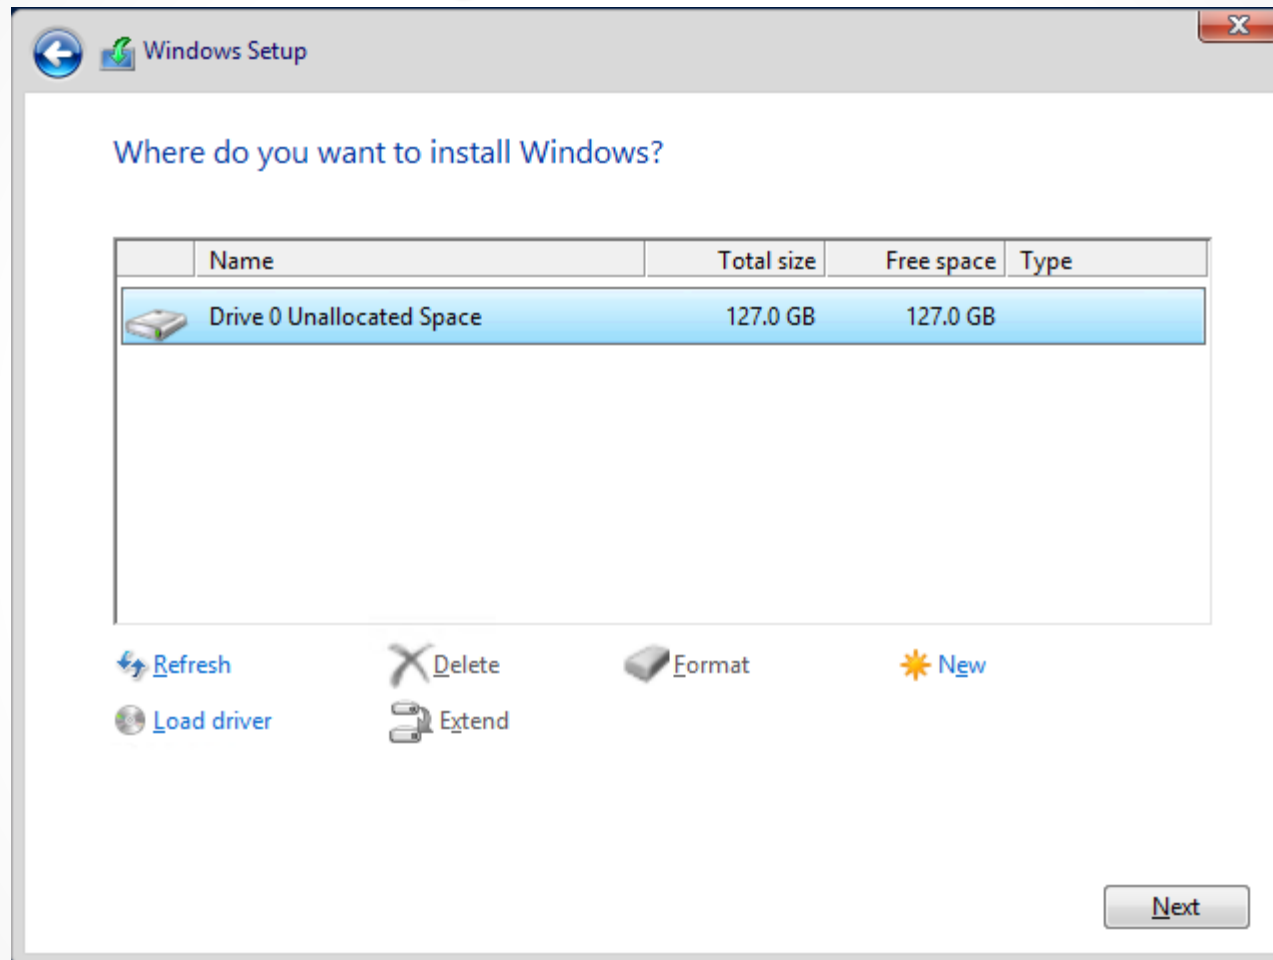 Windows Setup
Where do you want to install Windows?
Name Total size Free space Type
Drive 0 Unallocated Space 127.0 GB 127.0 GB
Refresh Delete Format New
Load driver Extend
Next